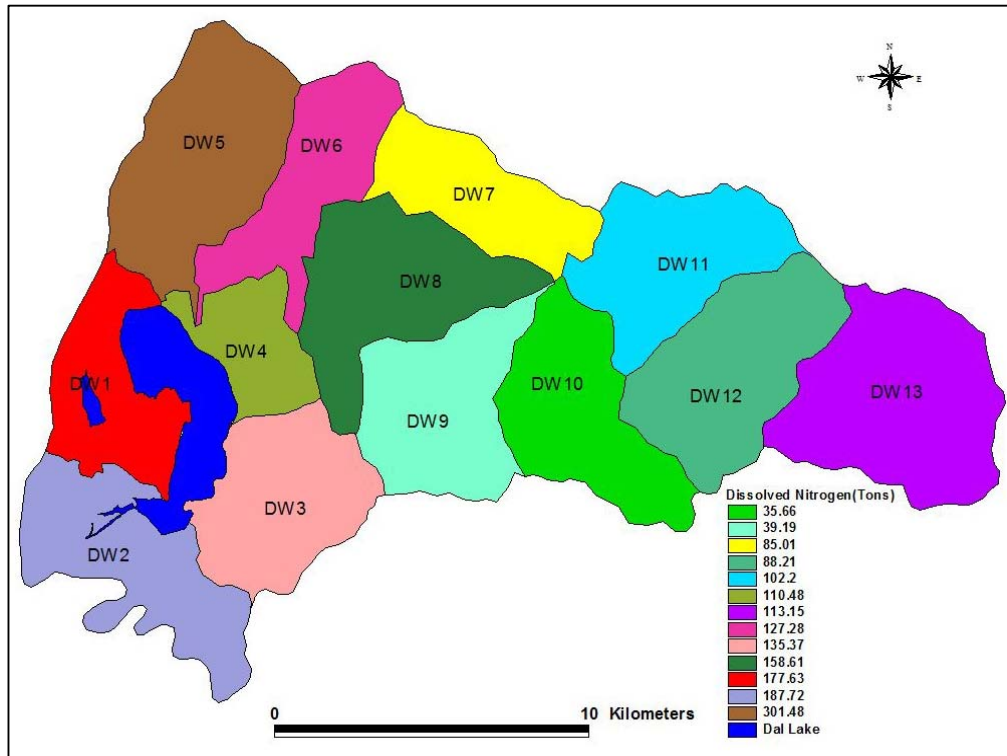 N
W E
S
DW5
DW6
DW7
DW11
DW8
DW4
DW1
DW10
DW12
DW13
DW9
DW3
DW2
Dissolved Nitrogen(Tons)
35.66
39.19
85.01
88.21
102.2
110.48
113.15
127.28
135.37
158.61
177.63
187.72
301.48
Dal Lake
0 10 Kilometers